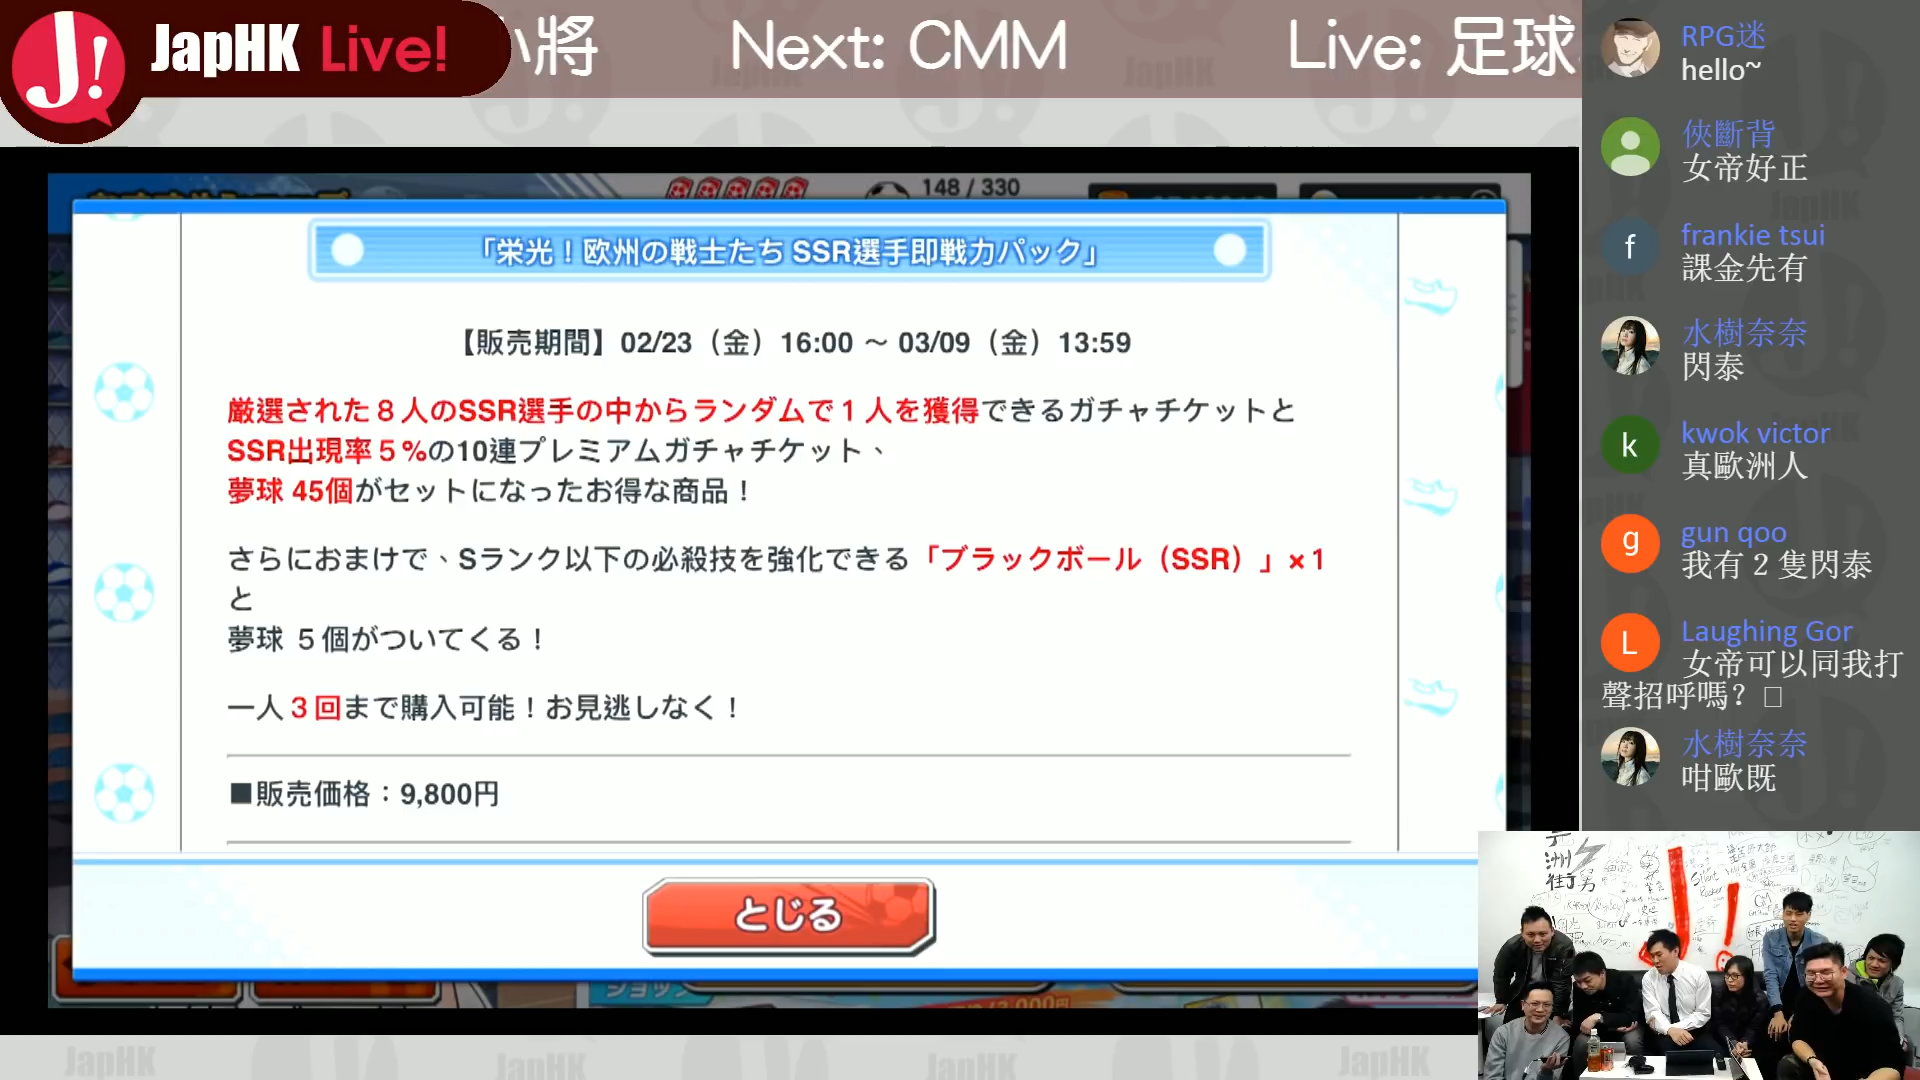 J! JapHK Live!
小將 Next: CMM Live: 足球
148 / 330
「栄光！欧州の戦士たち SSR選手即戦力パック」
【販売期間】02/23（金）16:00 ～ 03/09（金）13:59
厳選された８人のSSR選手の中からランダムで１人を獲得できるガチャチケットと
SSR出現率５%の10連プレミアムガチャチケット、
夢球 45個がセットになったお得な商品！
さらにおまけで、Sランク以下の必殺技を強化できる「ブラックボール（SSR）」×1
と
夢球 ５個がついてくる！
一人３回まで購入可能！お見逃しなく！
■販売価格：9,800円
とじる
ショップ
RPG迷
hello~
俠斷背
女帝好正
f
frankie tsui
課金先有
水樹奈奈
閃泰
k
kwok victor
真歐洲人
g
gun qoo
我有 2 隻閃泰
L
Laughing Gor
女帝可以同我打
聲招呼嗎？
水樹奈奈
咁歐既
JapHK
JapHK
JapHK
JapHK